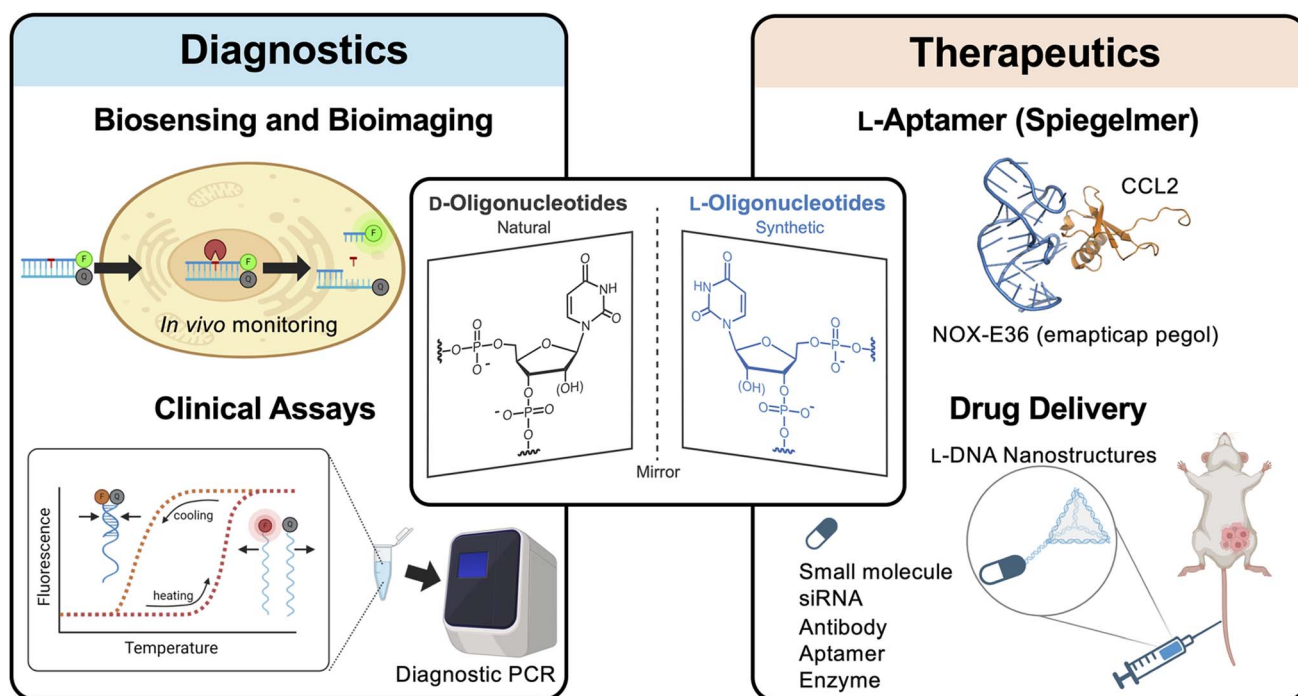 Diagnostics
Biosensing and Bioimaging
F
Q
F
Q
F
Q
In vivo monitoring
Clinical Assays
Fluorescence
F
Q
cooling
heating
F
Q
Temperature
Diagnostic PCR
D-Oligonucleotides
Natural
L-Oligonucleotides
Synthetic
O
NH
N
O
O
P
O
O
O-
O
(OH)
O
O-
P
O
O
O
HN
O
N
O
O
O
P
O
O-
(OH)
O
O-
P
O
O
Mirror
Therapeutics
L-Aptamer (Spiegelmer)
CCL2
NOX-E36 (emapticap pegol)
Drug Delivery
L-DNA Nanostructures
Small molecule
siRNA
Antibody
Aptamer
Enzyme